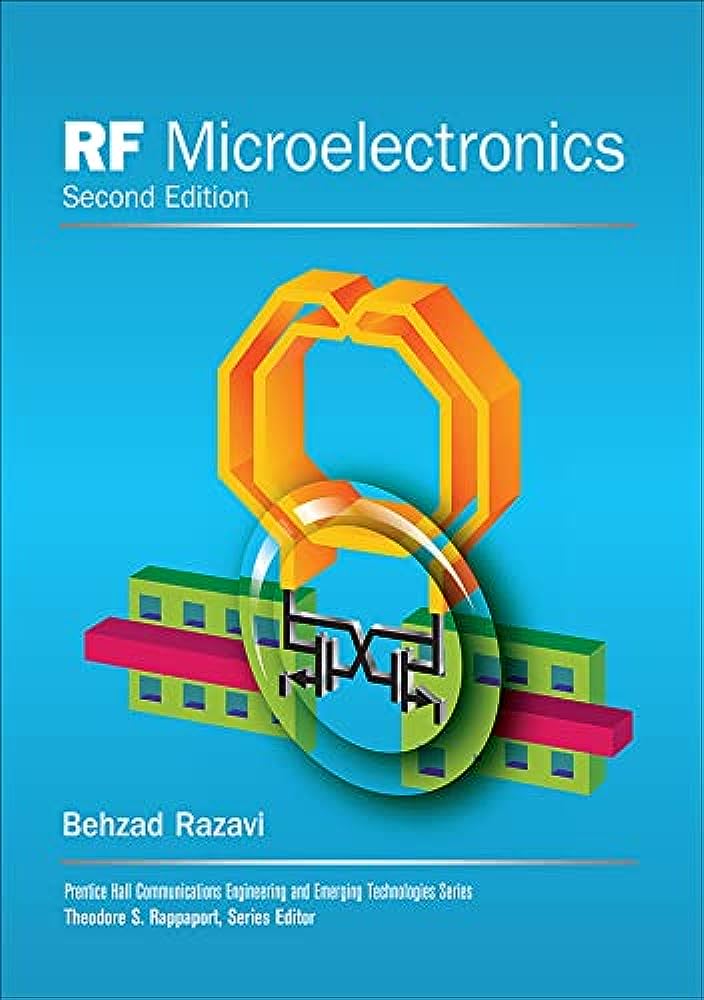 RF Microelectronics
Second Edition
Behzad Razavi
Prentice Hall Communications Engineering and Emerging Technologies Series
Theodore S. Rappaport, Series Editor